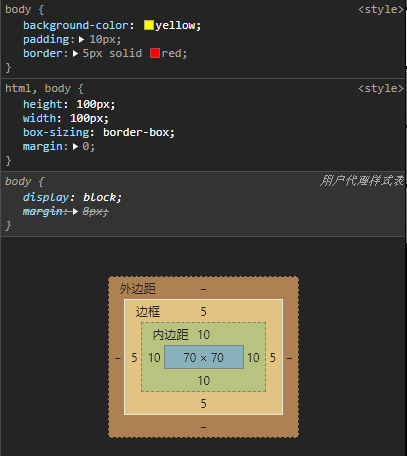 body { <style>
background-color: yellow;
padding: 10px;
border: 5px solid red;
}
html, body { <style>
height: 100px;
width: 100px;
box-sizing: border-box;
margin: 0;
}
body { 用户代理样式表
display: block;
margin: 8px;
}
外边距 –
边框 5
内边距 10
– 5 10 70 × 70 10 5 –
10
5
–